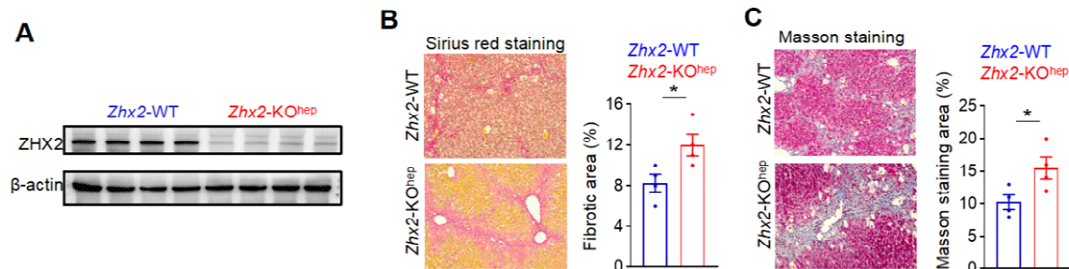 A
Zhx2-WT
Zhx2-KOhep
ZHX2
β-actin
B
Sirius red staining
Zhx2-WT
Zhx2-KOhep
Zhx2-WT
Zhx2-KOhep
Fibrotic area (%)
16
12
8
4
0
*
C
Masson staining
Zhx2-WT
Zhx2-KOhep
Zhx2-WT
Zhx2-KOhep
Masson staining area (%)
25
20
15
10
5
0
*